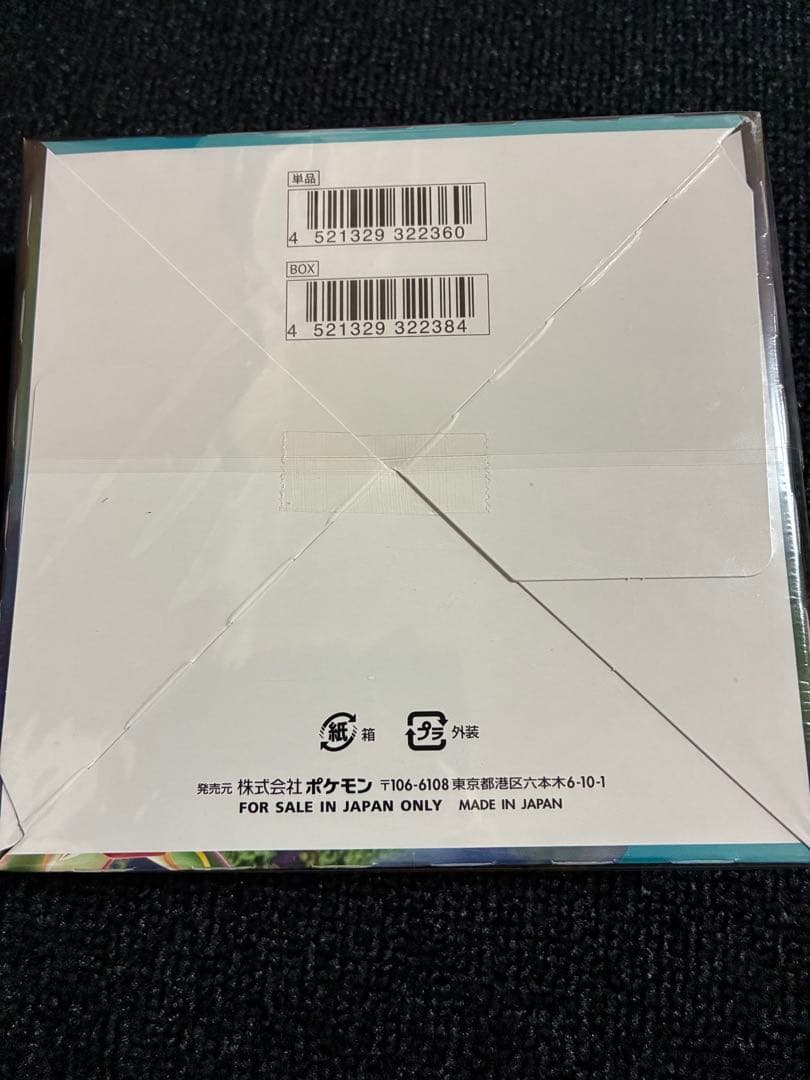 単品
4 521329 322360
BOX
4 521329 322384
紙 箱 プラ 外装
発売元 株式会社ポケモン 〒106-6108 東京都港区六本木6-10-1
FOR SALE IN JAPAN ONLY MADE IN JAPAN